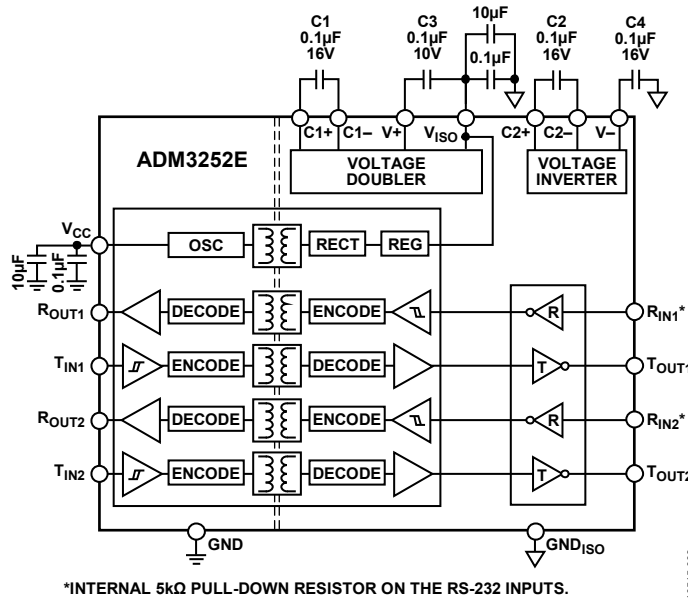 C1
0.1µF
16V
C3
0.1µF
10V
10µF
0.1µF
C2
0.1µF
16V
C4
0.1µF
16V
C1+ C1– V+ VISO C2+ C2– V–
ADM3252E
VOLTAGE
DOUBLER
VOLTAGE
INVERTER
VCC
10µF
0.1µF
OSC RECT REG
ROUT1 DECODE ENCODE R RIN1*
TIN1 ENCODE DECODE T TOUT1
ROUT2 DECODE ENCODE R RIN2*
TIN2 ENCODE DECODE T TOUT2
GND GNDISO
*INTERNAL 5kΩ PULL-DOWN RESISTOR ON THE RS-232 INPUTS.